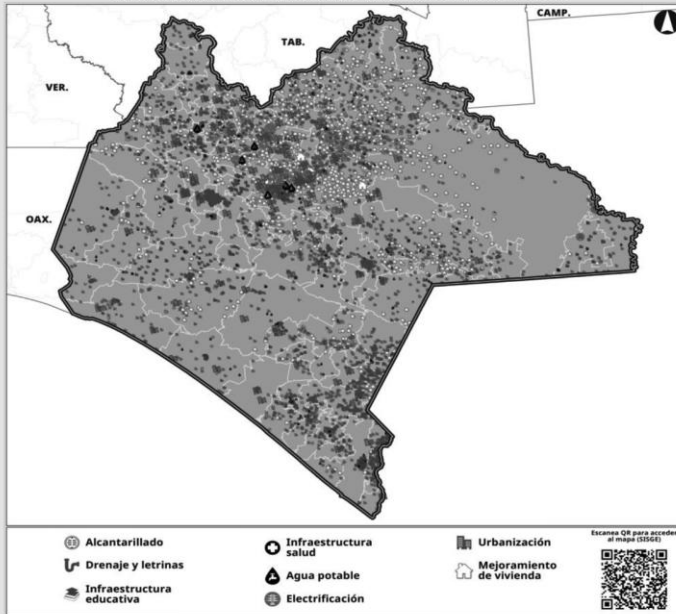 CAMP.
TAB.
VER.
OAX.
Alcantarillado
Drenaje y letrinas
Infraestructura
educativa
Infraestructura
salud
Agua potable
Electrificación
Urbanización
Mejoramiento
de vivienda
Escanea QR para acceder
al mapa (SISGE)